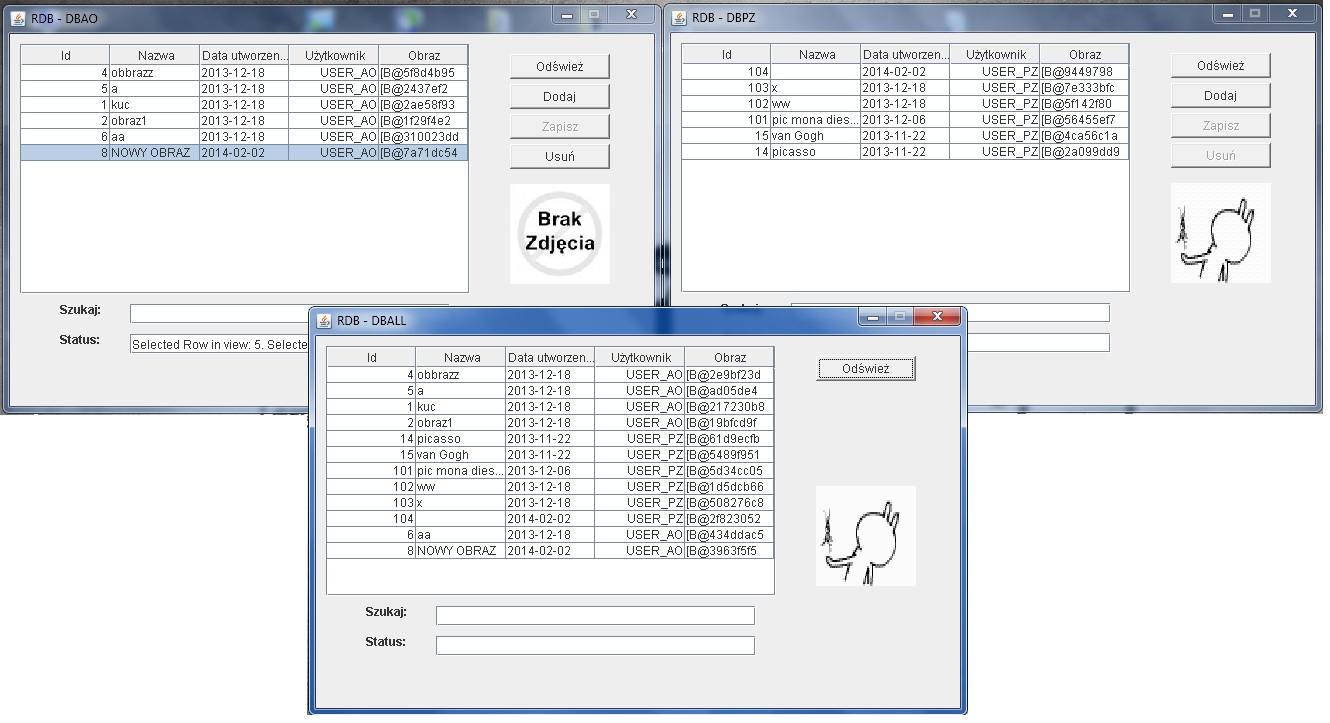 RDB - DBAO
Id Nazwa Data utworzen... Użytkownik Obraz
4 obbrazz 2013-12-18 USER_AO [B@5f8d4b95
5 a 2013-12-18 USER_AO [B@2437ef2
1 kuc 2013-12-18 USER_AO [B@2ae58f93
2 obraz1 2013-12-18 USER_AO [B@1f29f4e2
6 aa 2013-12-18 USER_AO [B@310023dd
8 NOWY OBRAZ 2014-02-02 USER_AO [B@7a71dc54
Odśwież
Dodaj
Zapisz
Usuń
Brak
Zdjęcia
Szukaj:
Status: Selected Row in view: 5. Selecte
RDB - DBPZ
Id Nazwa Data utworzen... Użytkownik Obraz
104 2014-02-02 USER_PZ [B@9449798
103 x 2013-12-18 USER_PZ [B@7e333bfc
102 ww 2013-12-18 USER_PZ [B@5f142f80
101 pic mona dies... 2013-12-06 USER_PZ [B@56455ef7
15 van Gogh 2013-11-22 USER_PZ [B@4ca56c1a
14 picasso 2013-11-22 USER_PZ [B@2a099dd9
Odśwież
Dodaj
Zapisz
Usuń
RDB - DBALL
Id Nazwa Data utworzen... Użytkownik Obraz
4 obbrazz 2013-12-18 USER_AO [B@2e9bf23d
5 a 2013-12-18 USER_AO [B@ad05de4
1 kuc 2013-12-18 USER_AO [B@217230b8
2 obraz1 2013-12-18 USER_AO [B@19bfcd9f
14 picasso 2013-11-22 USER_PZ [B@61d9ecfb
15 van Gogh 2013-11-22 USER_PZ [B@5489f951
101 pic mona dies... 2013-12-06 USER_PZ [B@5d34cc05
102 ww 2013-12-18 USER_PZ [B@1d5dcb66
103 x 2013-12-18 USER_PZ [B@508276c8
104 2014-02-02 USER_PZ [B@2f823052
6 aa 2013-12-18 USER_AO [B@434ddac5
8 NOWY OBRAZ 2014-02-02 USER_AO [B@3963f5f5
Odśwież
Szukaj:
Status: